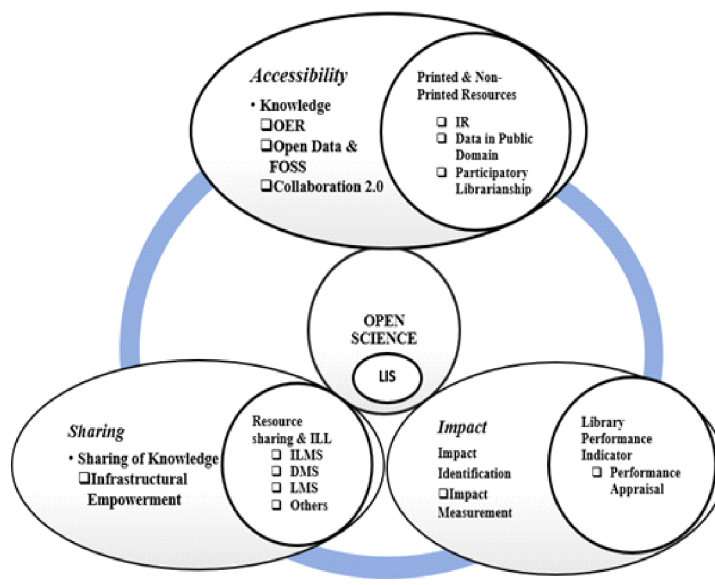 Accessibility
• Knowledge
❑OER
❑Open Data &
FOSS
❑Collaboration 2.0
Printed & Non-
Printed Resources
❑ IR
❑ Data in Public
Domain
❑ Participatory
Librarianship
OPEN
SCIENCE
LIS
Sharing
• Sharing of Knowledge
❑Infrastructural
Empowerment
Resource
sharing & ILL
❑ ILMS
❑ DMS
❑ LMS
❑ Others
Impact
Impact
Identification
❑Impact
Measurement
Library
Performance
Indicator
❑ Performance
Appraisal